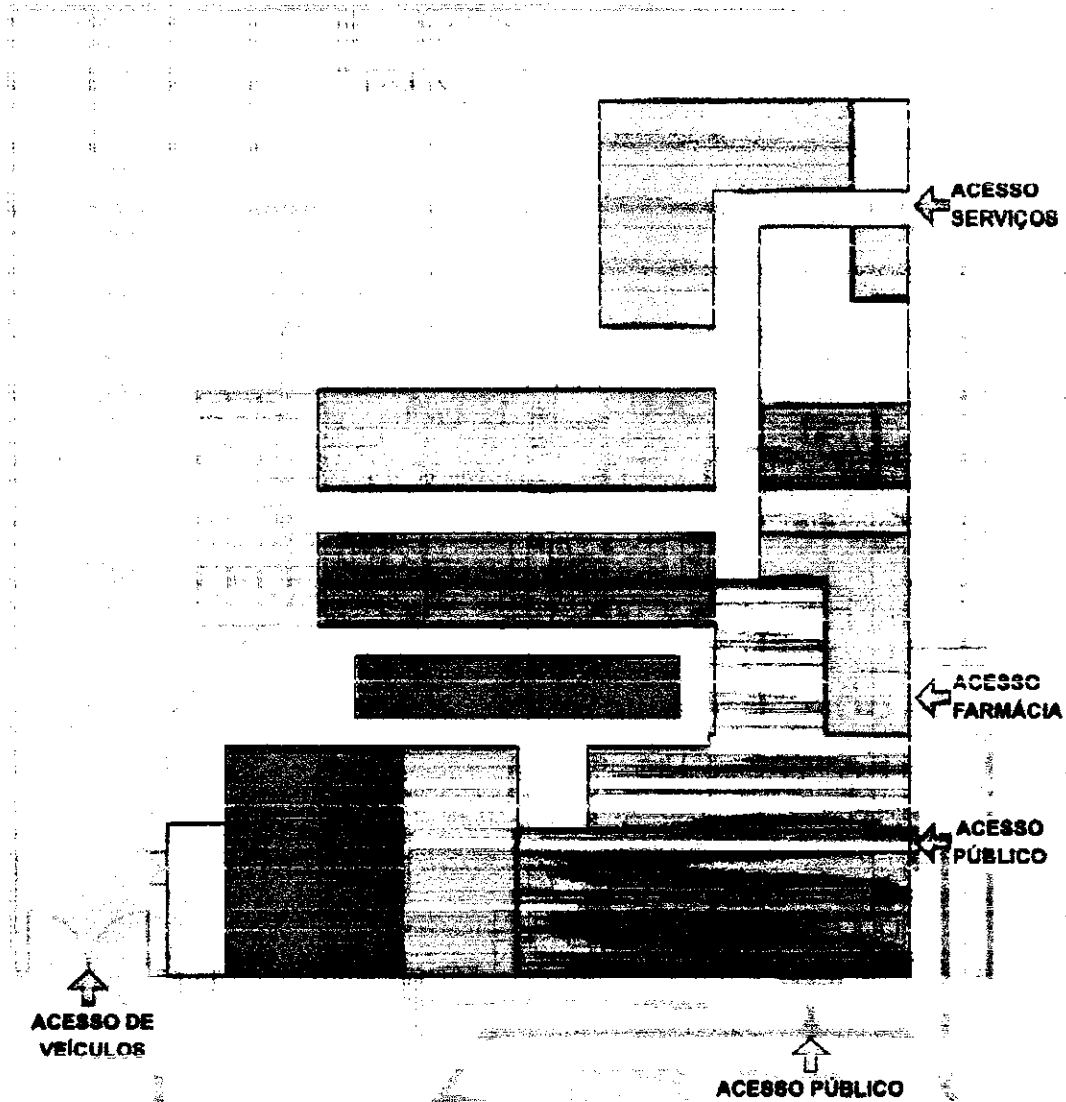 ACESSO
SERVIÇOS
ACESSO
FARMÁCIA
ACESSO
PÚBLICO
ACESSO DE
VEÍCULOS
ACESSO PÚBLICO